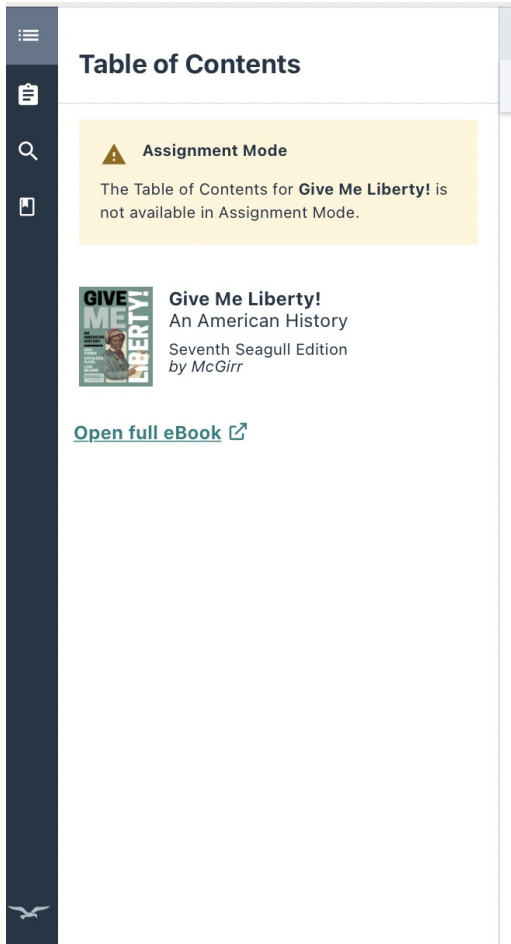 Table of Contents
Assignment Mode
The Table of Contents for Give Me Liberty! is
not available in Assignment Mode.
GIVE
ME
LIBERTY!
Give Me Liberty!
An American History
Seventh Seagull Edition
by McGirr
Open full eBook